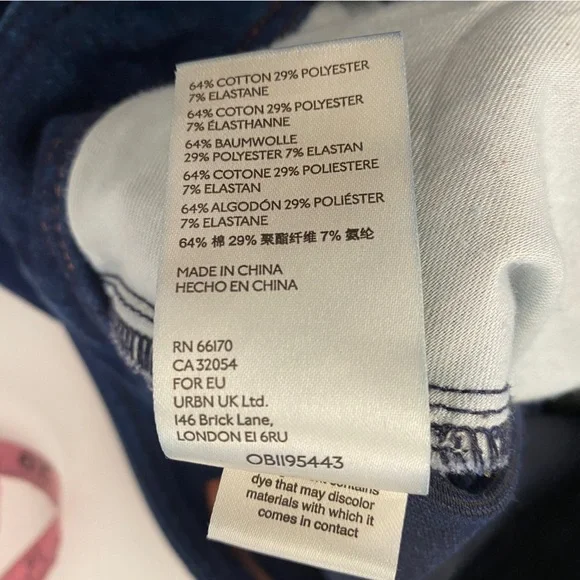 64% COTTON 29% POLYESTER
7% ELASTANE
64% COTON 29% POLYESTER
7% ÉLASTHANNE
64% BAUMWOLLE
29% POLYESTER 7% ELASTAN
64% COTONE 29% POLIESTERE
7% ELASTAN
64% ALGODÓN 29% POLIÉSTER
7% ELASTANE
64% 棉 29% 聚酯纤维 7% 氨纶
MADE IN CHINA
HECHO EN CHINA
RN 66170
CA 32054
FOR EU
URBN UK Ltd.
146 Brick Lane,
LONDON E1 6RU
OB1195443
contains
dye that may discolor
materials with which it
comes in contact